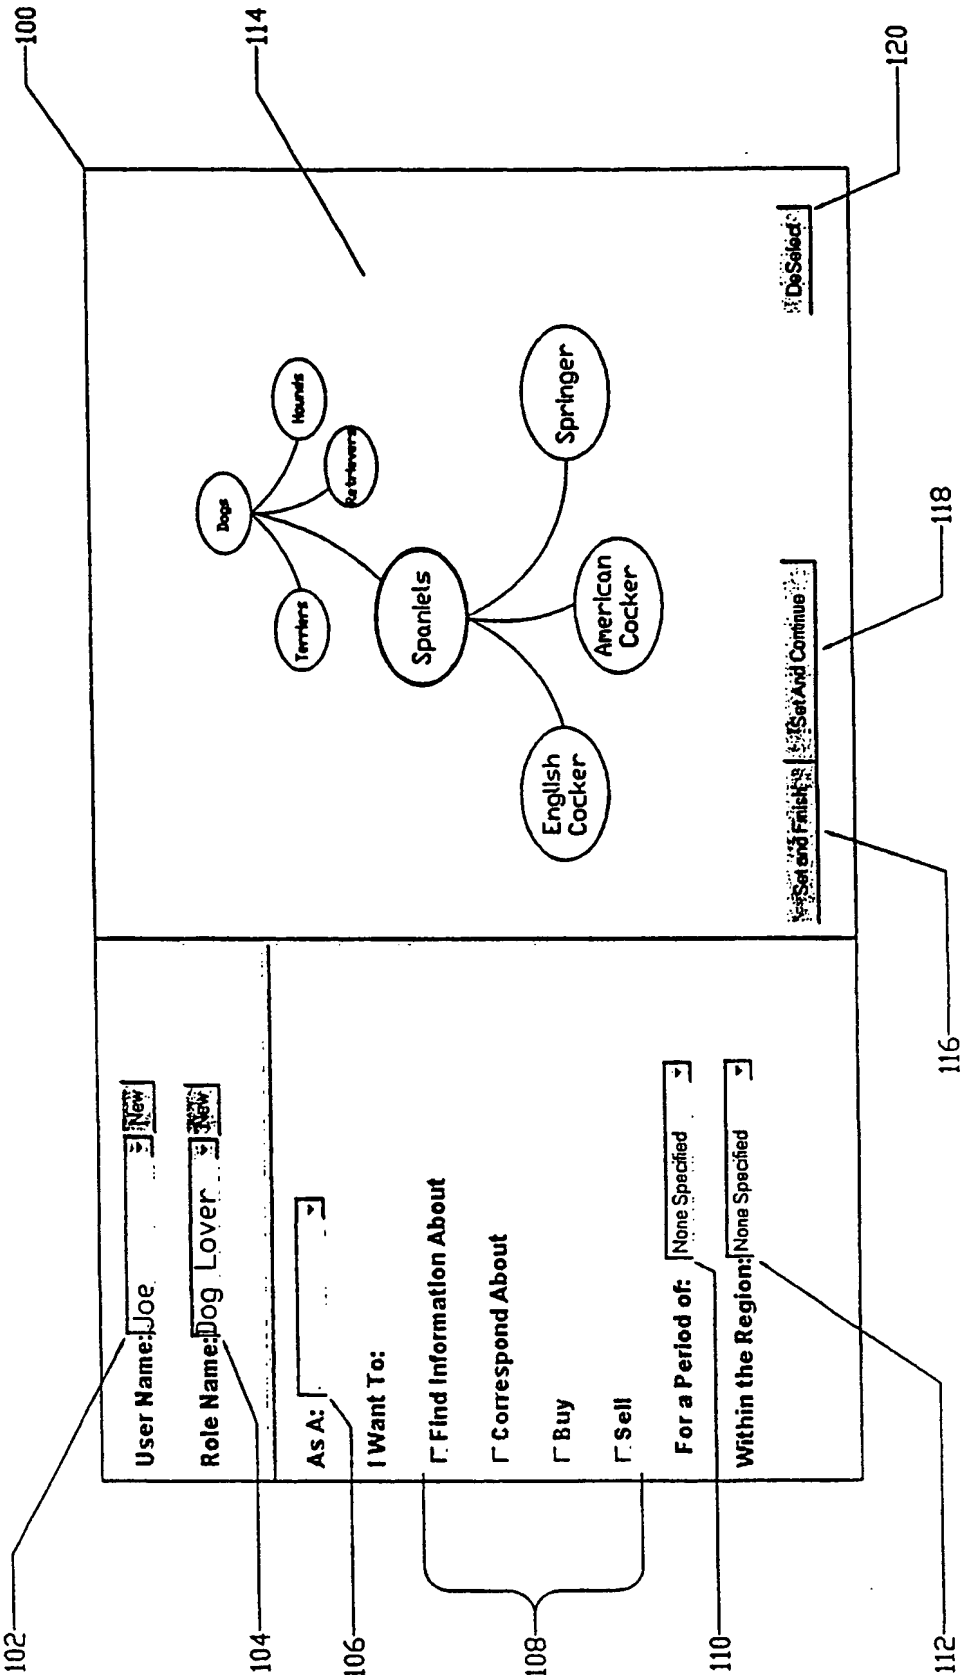 100
114
102
User Name: Joe New
104
Role Name: Dog Lover New
106
As A:
I Want To:
108
Find Information About
Correspond About
Buy
Sell
110
For a Period of: None Specified
112
Within the Region: None Specified
Dogs
Terriers
Retrievers
Hounds
Spaniels
English
Cocker
American
Cocker
Springer
Set and Finish
Set And Continue
DeSelect
116
118
120